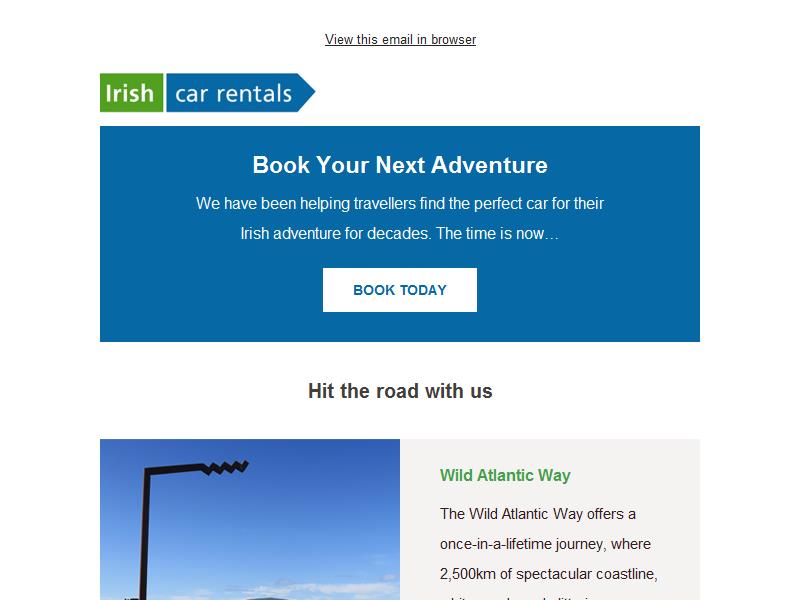 View this email in browser
Irish car rentals
Book Your Next Adventure
We have been helping travellers find the perfect car for their
Irish adventure for decades. The time is now…
BOOK TODAY
Hit the road with us
Wild Atlantic Way
The Wild Atlantic Way offers a
once-in-a-lifetime journey, where
2,500km of spectacular coastline,